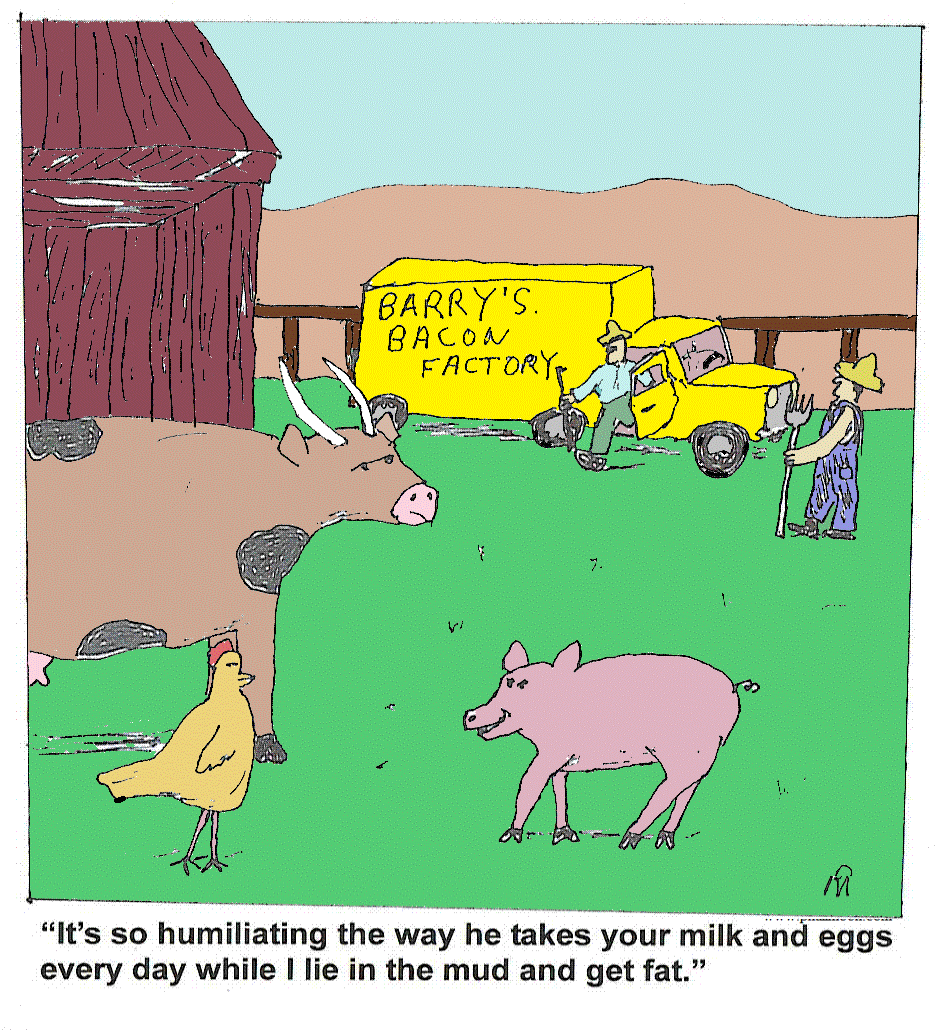 BARRY'S.
BACON
FACTORY
“It’s so humiliating the way he takes your milk and eggs
every day while I lie in the mud and get fat.”